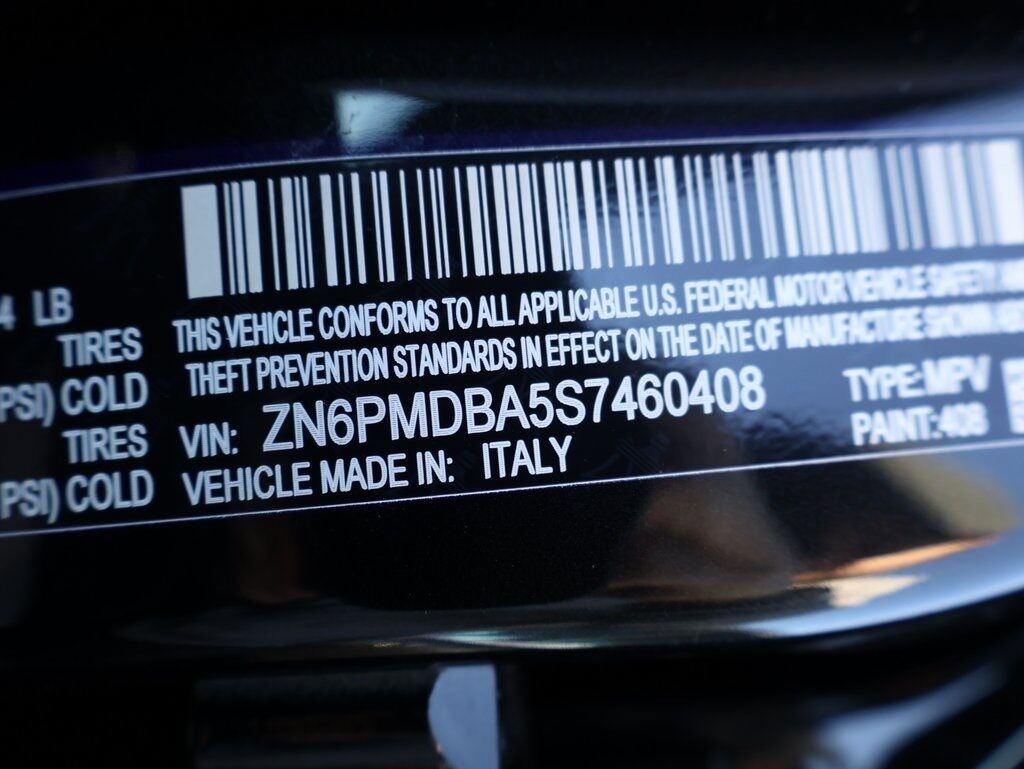 4 LB
TIRES
PSI) COLD
TIRES
PSI) COLD
THIS VEHICLE CONFORMS TO ALL APPLICABLE U.S. FEDERAL MOTOR VEHICLE SAFETY
THEFT PREVENTION STANDARDS IN EFFECT ON THE DATE OF MANUFACTURE SHOWN
VIN: ZN6PMDBA5S7460408
TYPE:MPV
VEHICLE MADE IN: ITALY
PAINT:408